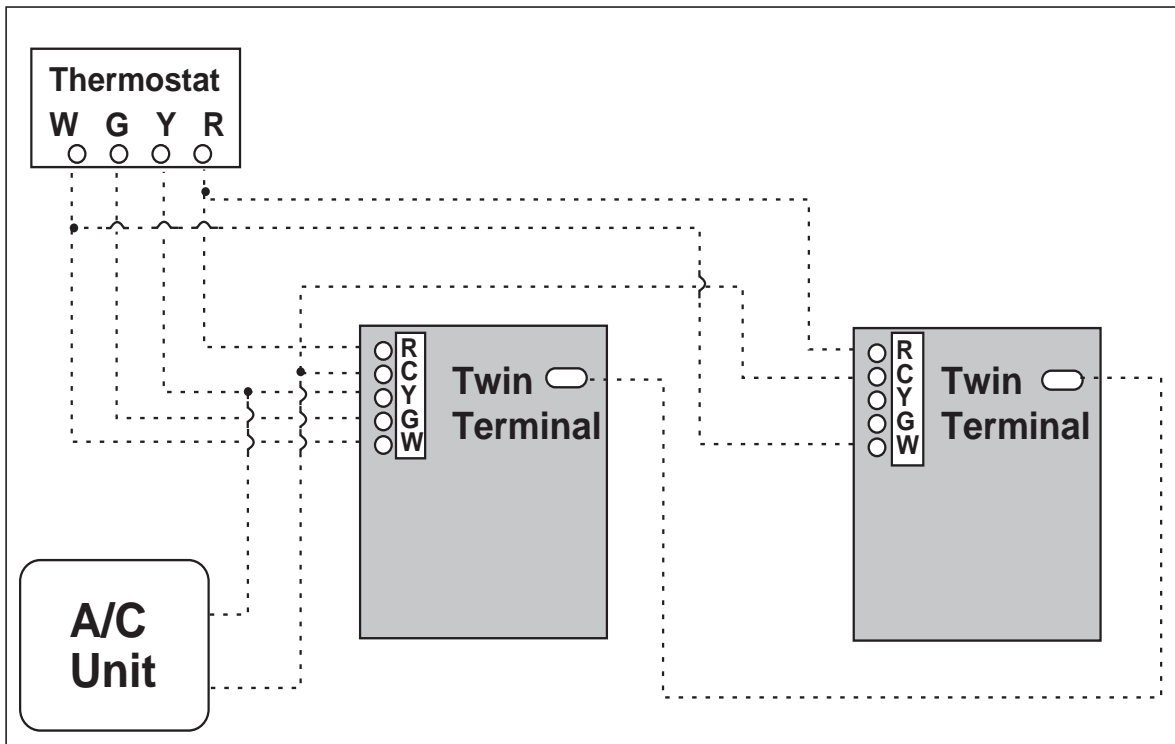 Thermostat
W G Y R
R
C
Y
G
W
Twin
Terminal
R
C
Y
G
W
Twin
Terminal
A/C
Unit